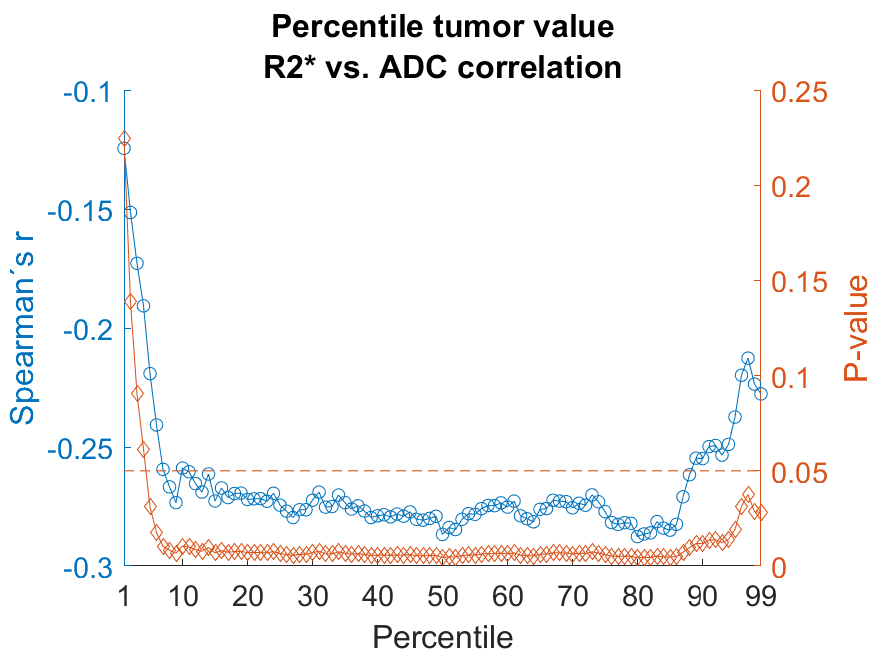 Percentile tumor value
R2* vs. ADC correlation
Spearman´s r
-0.1
-0.15
-0.2
-0.25
-0.3
0.25
0.2
0.15
0.1
0.05
0
P-value
1 10 20 30 40 50 60 70 80 90 99
Percentile